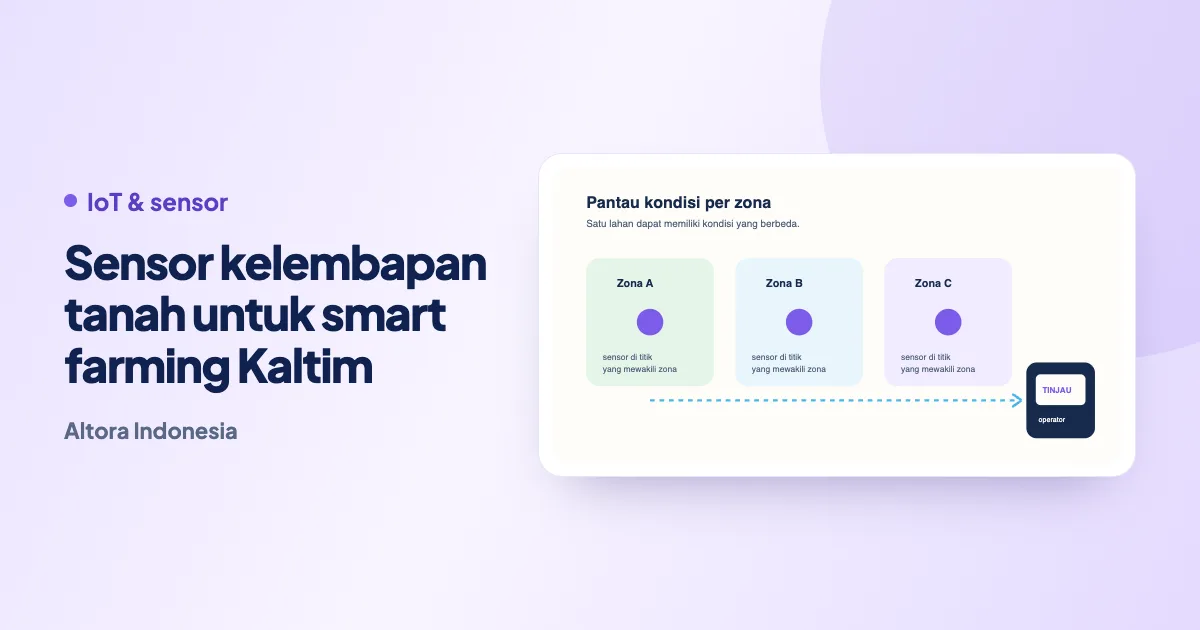 IoT & sensor
Sensor kelembapan
tanah untuk smart
farming Kaltim
Altora Indonesia
Pantau kondisi per zona
Satu lahan dapat memiliki kondisi yang berbeda.
Zona A
sensor di titik
yang mewakili zona
Zona B
sensor di titik
yang mewakili zona
Zona C
sensor di titik
yang mewakili zona
TINJAU
operator